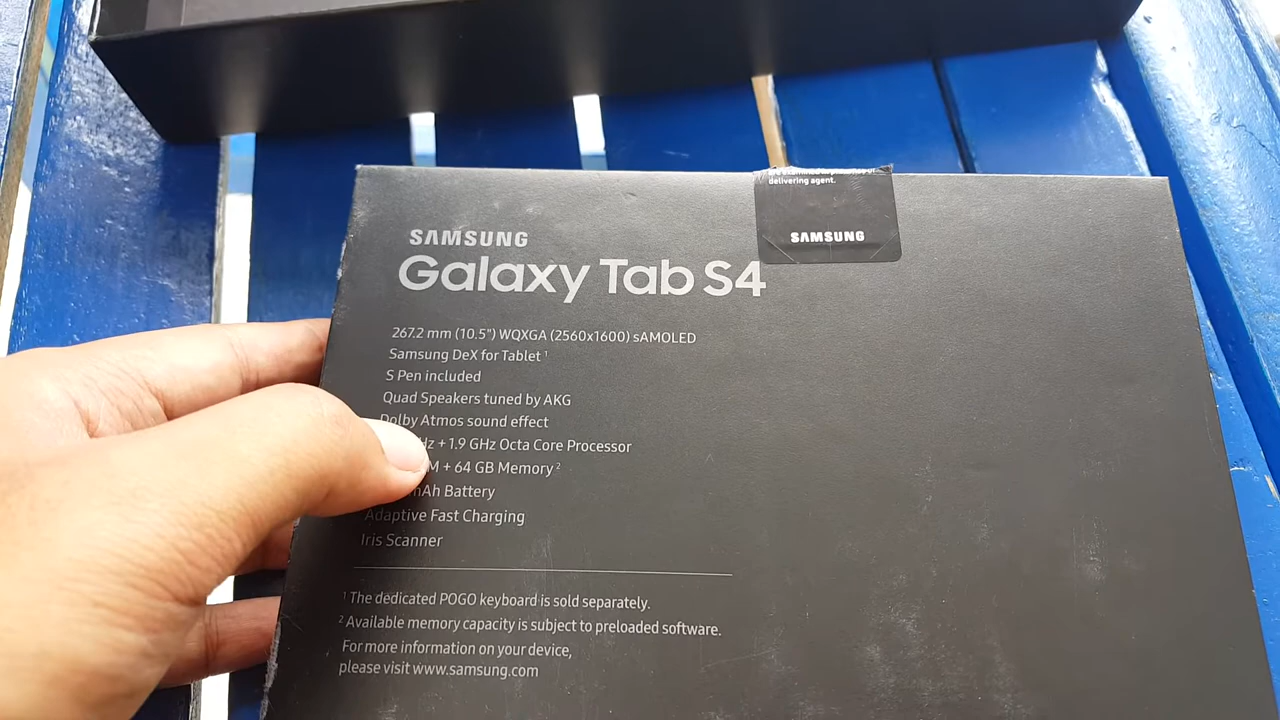 delivering agent.
SAMSUNG
SAMSUNG
Galaxy Tab S4
267.2 mm (10.5") WQXGA (2560x1600) sAMOLED
Samsung DeX for Tablet ¹
S Pen included
Quad Speakers tuned by AKG
Dolby Atmos sound effect
+ 1.9 GHz Octa Core Processor
+ 64 GB Memory ²
Battery
Adaptive Fast Charging
Iris Scanner
¹ The dedicated POGO keyboard is sold separately.
² Available memory capacity is subject to preloaded software.
For more information on your device,
please visit www.samsung.com